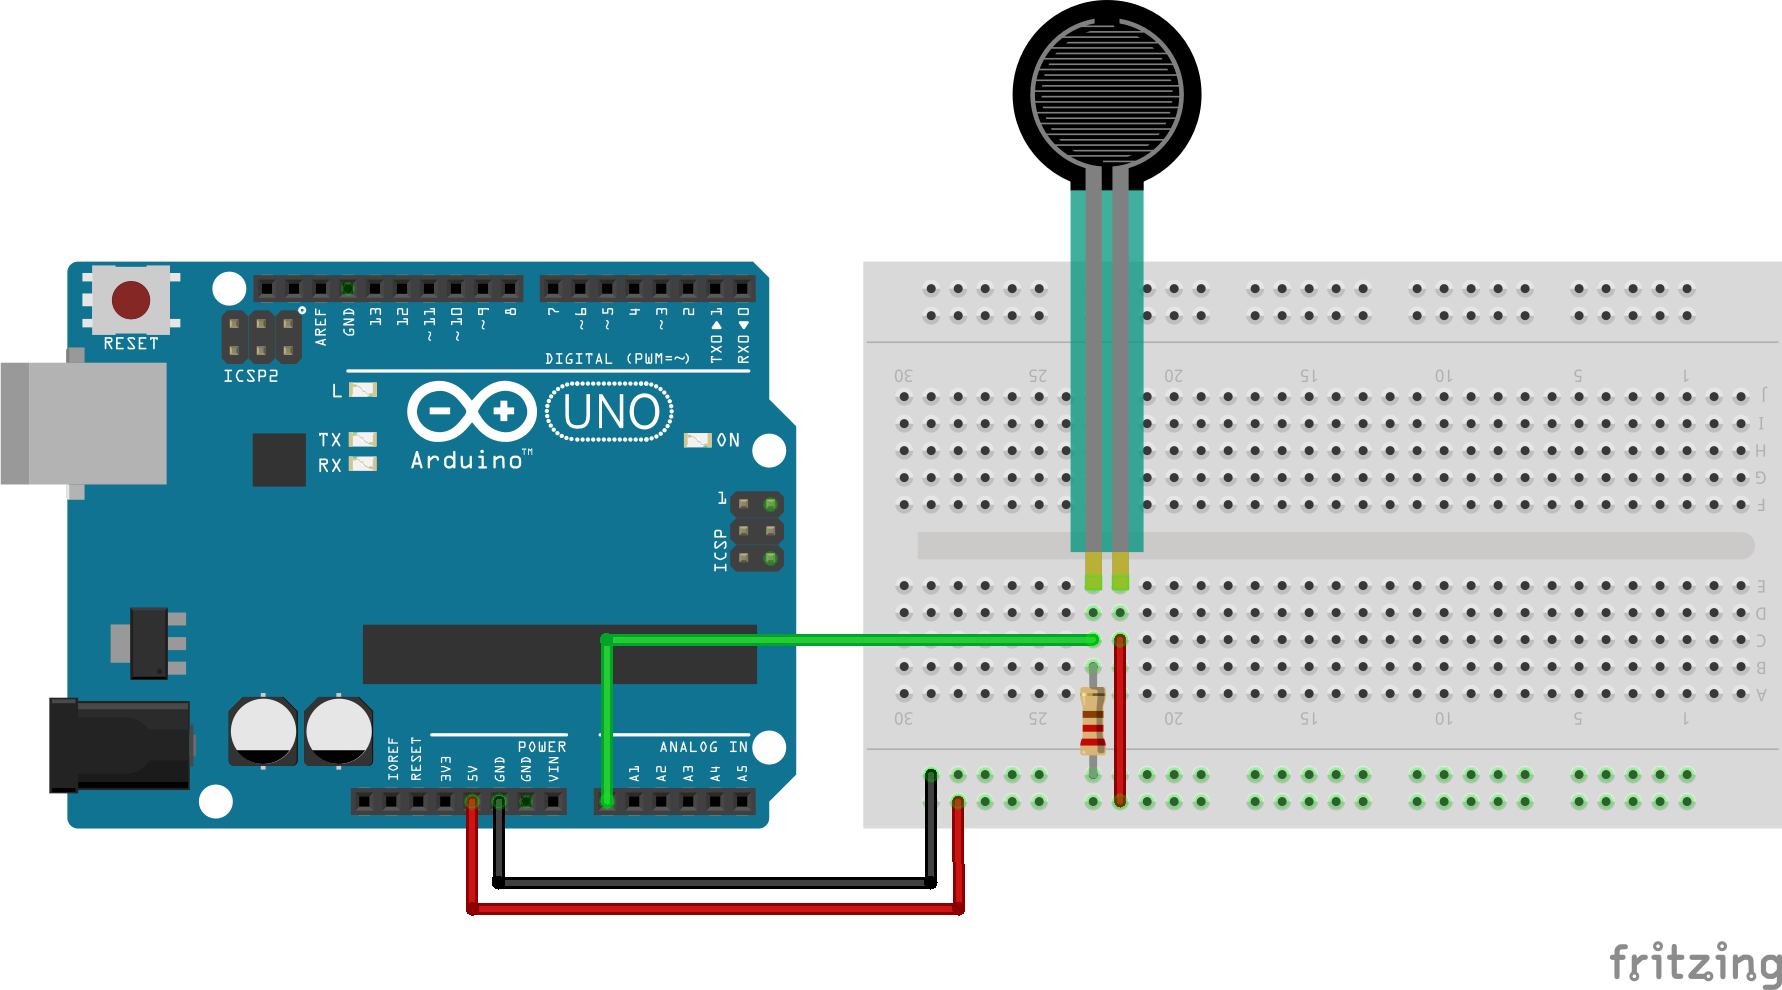 RESET
ICSP2
AREF
GND
13
12
~11
~10
~9
8
7
~6
~5
4
~3
2
TX0▶1
RX0◀0
DIGITAL (PWM=~)
L
TX
RX
Arduino™
UNO
ON
1
ICSP
IOREF
RESET
3V3
5V
GND
GND
VIN
POWER
ANALOG IN
A1
A2
A3
A4
A5
30 25 20 15 10 5 1
J
I
H
G
F
E
D
C
B
A
30 25 20 15 10 5 1
fritzing